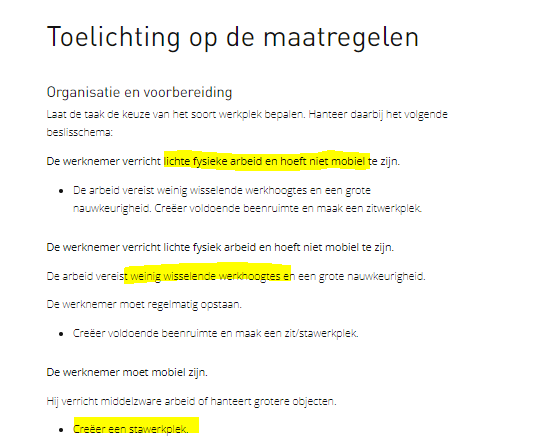 Toelichting op de maatregelen
Organisatie en voorbereiding
Laat de taak de keuze van het soort werkplek bepalen. Hanteer daarbij het volgende
beslisschema:
De werknemer verricht lichte fysieke arbeid en hoeft niet mobiel te zijn.
• De arbeid vereist weinig wisselende werkhoogtes en een grote
nauwkeurigheid. Creëer voldoende beenruimte en maak een zitwerkplek.
De werknemer verricht lichte fysiek arbeid en hoeft niet mobiel te zijn.
De arbeid vereist weinig wisselende werkhoogtes en een grote nauwkeurigheid.
De werknemer moet regelmatig opstaan.
• Creëer voldoende beenruimte en maak een zit/stawerkplek.
De werknemer moet mobiel zijn.
Hij verricht middelzware arbeid of hanteert grotere objecten.
• Creëer een stawerkplek.